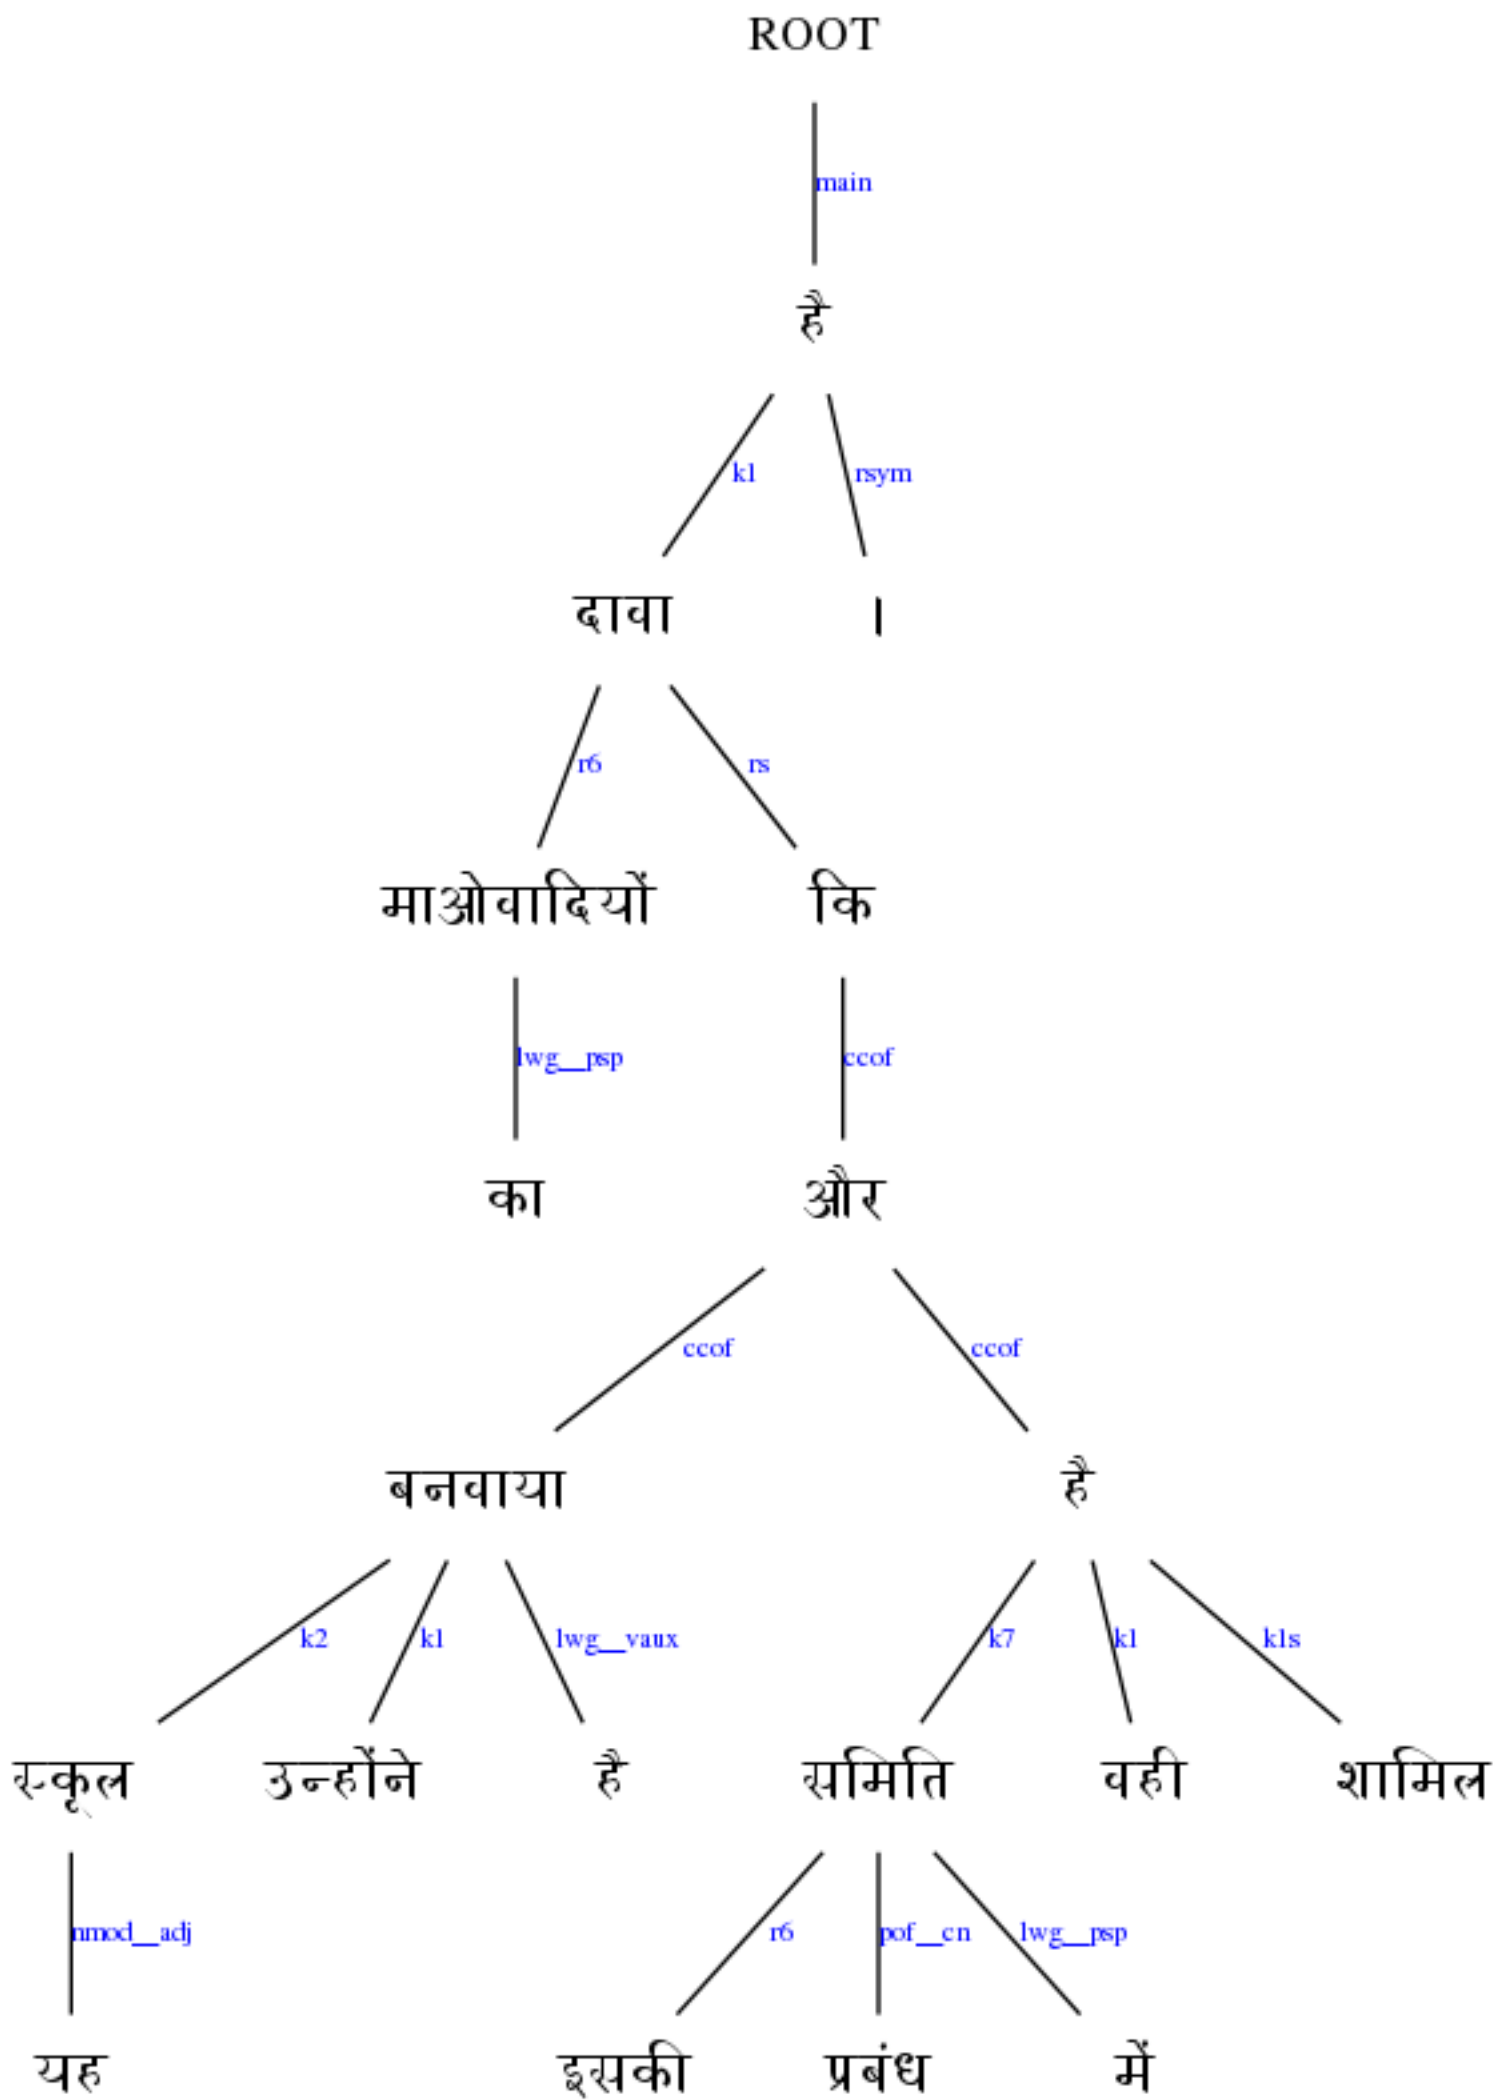 ROOT
main
है
k1 rsym
दावा ।
r6 rs
माओवादियों कि
lwg__psp ccof
का और
ccof ccof
बनवाया है
k2 k1 lwg__vaux k7 k1 k1s
स्कूल उन्होंने है समिति वही शामिल
nmod__adj r6 pof__cn lwg__psp
यह इसकी प्रबंध में